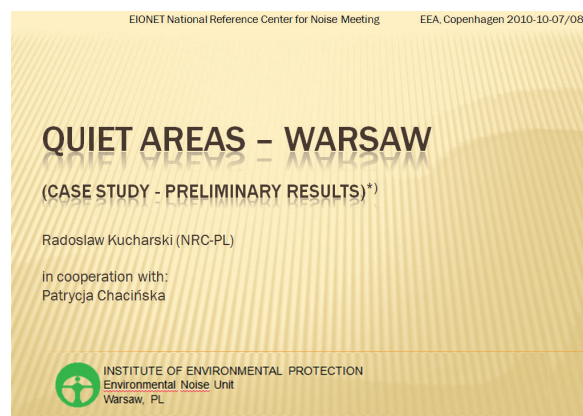 EIONET National Reference Center for Noise Meeting EEA, Copenhagen 2010-10-07/08
QUIET AREAS – WARSAW
(CASE STUDY - PRELIMINARY RESULTS)*)
Radoslaw Kucharski (NRC-PL)
in cooperation with:
Patrycja Chacińska
INSTITUTE OF ENVIRONMENTAL PROTECTION
Environmental Noise Unit
Warsaw, PL